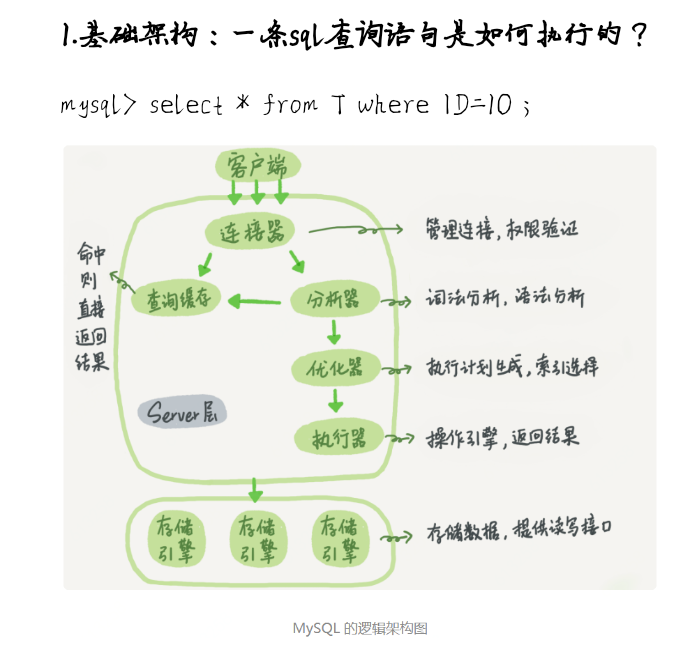 1.基础架构：一条sql查询语句是如何执行的？
mysql> select * from T where ID=10 ;
客户端
连接器
管理连接，权限验证
命中
则
直接
返回
结果
查询缓存
分析器
词法分析，语法分析
优化器
执行计划生成，索引选择
Server层
执行器
操作引擎，返回结果
存储
引擎
存储
引擎
存储
引擎
存储数据，提供读写接口
MySQL 的逻辑架构图